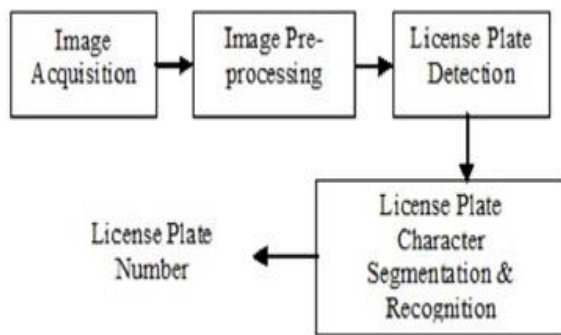 Image
Acquisition
Image Pre-
processing
License Plate
Detection
License Plate
Character
Segmentation &
Recognition
License Plate
Number